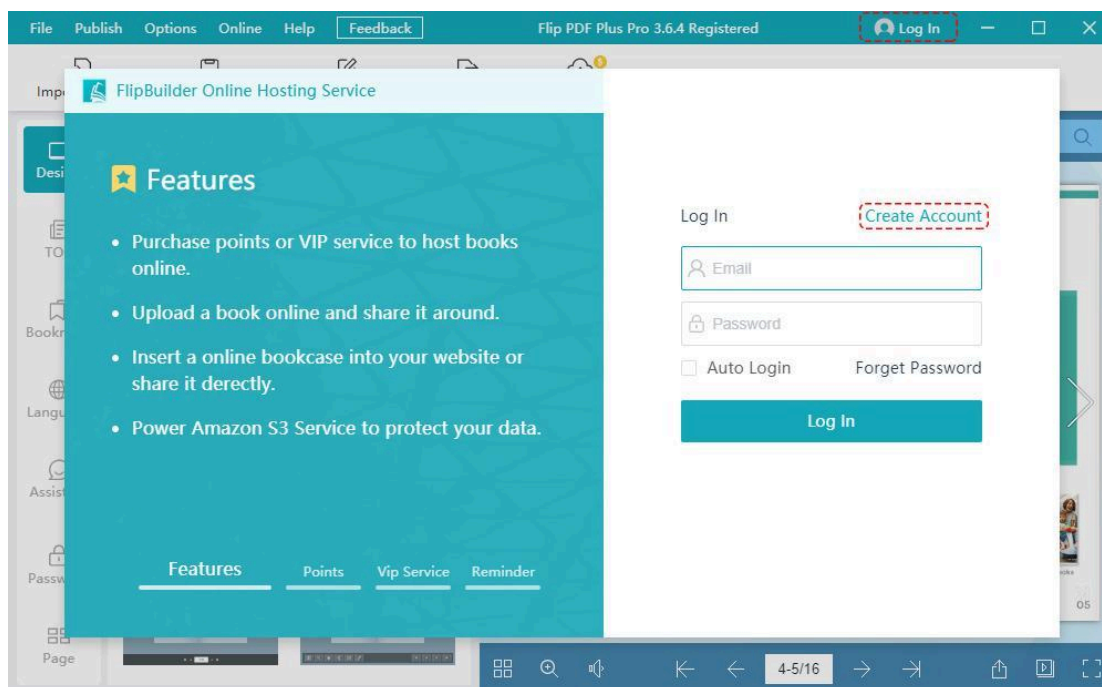 File Publish Options Online Help Feedback Flip PDF Plus Pro 3.6.4 Registered Log In
FlipBuilder Online Hosting Service
Features
• Purchase points or VIP service to host books
online.
• Upload a book online and share it around.
• Insert a online bookcase into your website or
share it derectly.
• Power Amazon S3 Service to protect your data.
Features Points Vip Service Reminder
Log In Create Account
Email
Password
Auto Login Forget Password
Log In
Page
4-5/16
05